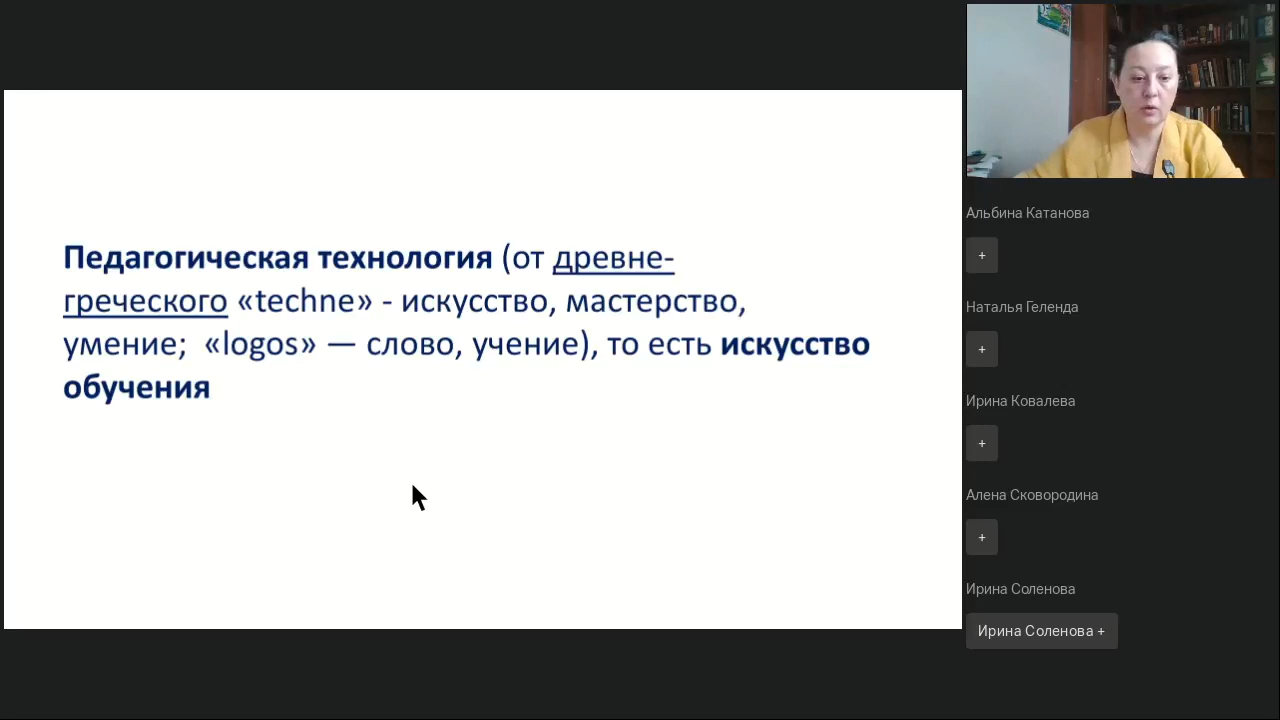 Педагогическая технология (от древне-
греческого «techne» - искусство, мастерство,
умение;  «logos» — слово, учение), то есть искусство
обучения
Альбина Катанова
+
Наталья Геленда
+
Ирина Ковалева
+
Алена Сковородина
+
Ирина Соленова
Ирина Соленова +